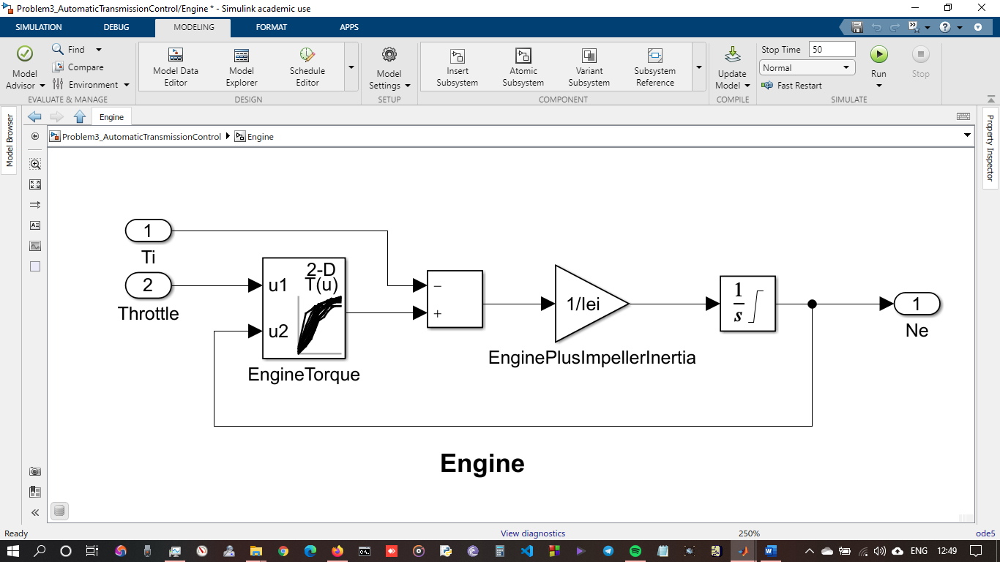 Problem3_AutomaticTransmissionControl/Engine * - Simulink academic use
SIMULATION DEBUG MODELING FORMAT APPS
Model Advisor
Find
Compare
Environment
EVALUATE & MANAGE
Model Data Editor
Model Explorer
Schedule Editor
DESIGN
Model Settings
SETUP
Insert Subsystem
Atomic Subsystem
Variant Subsystem
Subsystem Reference
COMPONENT
Update Model
COMPILE
Stop Time 50
Normal
Fast Restart
Run
Stop
SIMULATE
Model Browser
Engine
Property Inspector
Problem3_AutomaticTransmissionControl Engine
1
Ti
2
Throttle
2-D
T(u)
u1
u2
EngineTorque
−
+
1/Iei
EnginePlusImpellerInertia
1
s
1
Ne
Engine
Ready View diagnostics 250% ode5
ENG 12:49